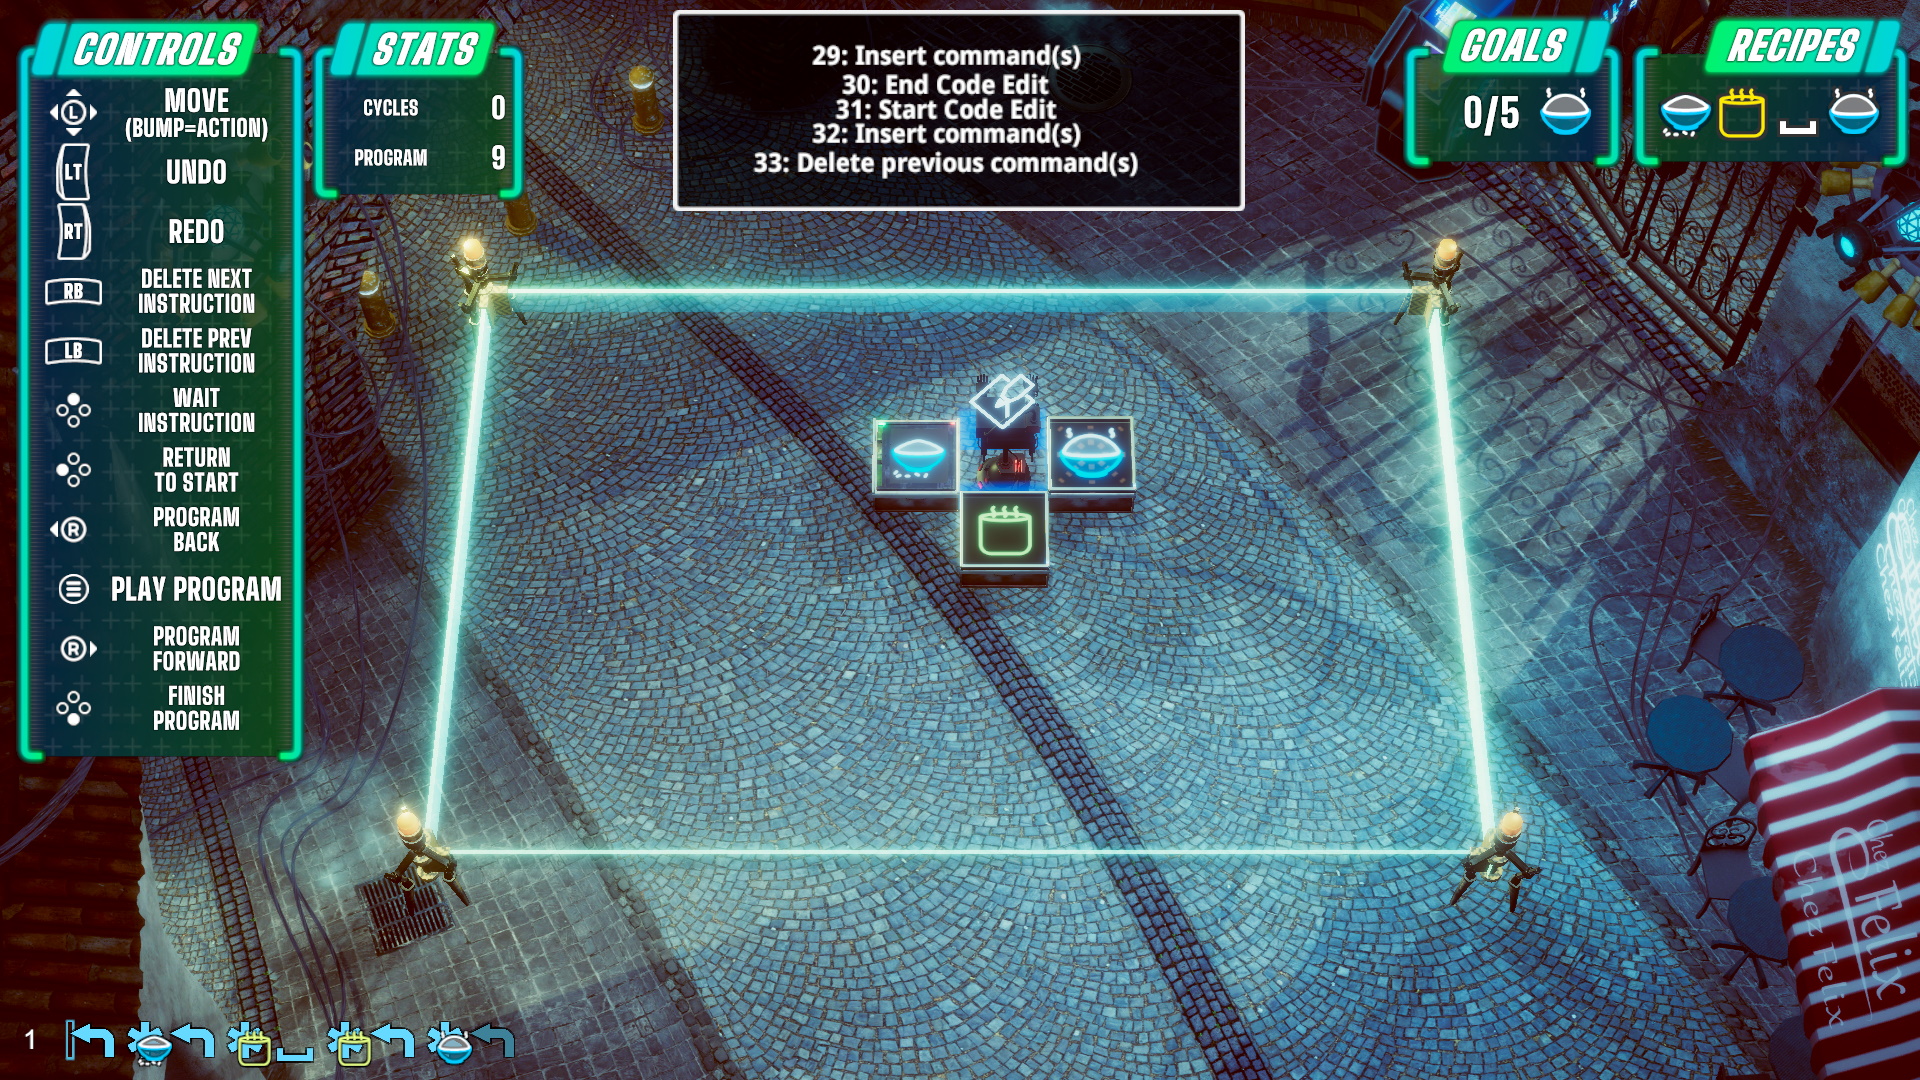 CONTROLS
L
MOVE
(BUMP=ACTION)
LT
UNDO
RT
REDO
RB
DELETE NEXT
INSTRUCTION
LB
DELETE PREV
INSTRUCTION
WAIT
INSTRUCTION
RETURN
TO START
R
PROGRAM
BACK
PLAY PROGRAM
R
PROGRAM
FORWARD
FINISH
PROGRAM
STATS
CYCLES 0
PROGRAM 9
29: Insert command(s)
30: End Code Edit
31: Start Code Edit
32: Insert command(s)
33: Delete previous command(s)
GOALS
0/5
RECIPES
Chez Felix
1